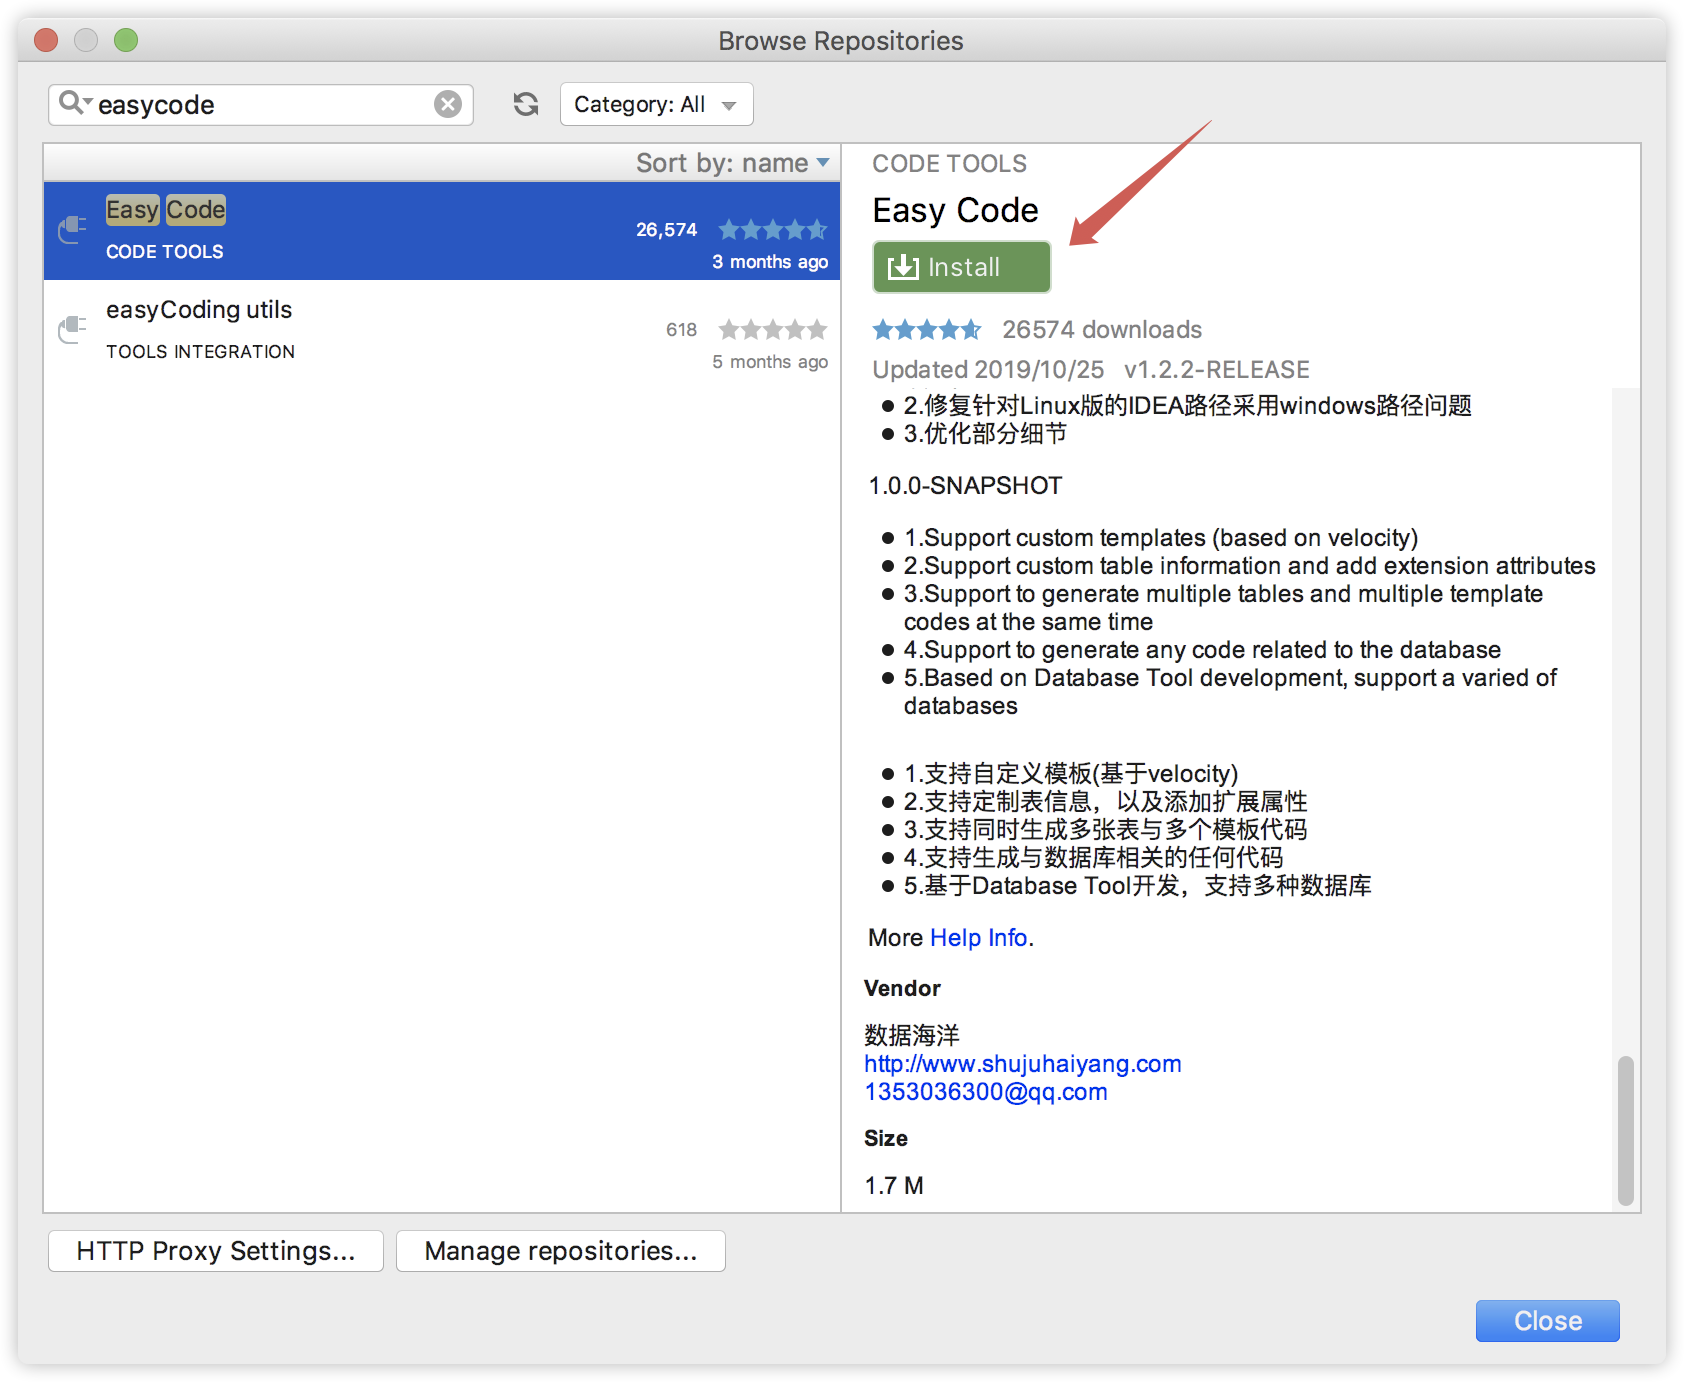 Browse Repositories
easycode
Category: All
Sort by: name
Easy Code
26,574
CODE TOOLS
3 months ago
easyCoding utils
618
TOOLS INTEGRATION
5 months ago
CODE TOOLS
Easy Code
Install
26574 downloads
Updated 2019/10/25 v1.2.2-RELEASE
2.修复针对Linux版的IDEA路径采用windows路径问题
3.优化部分细节
1.0.0-SNAPSHOT
1.Support custom templates (based on velocity)
2.Support custom table information and add extension attributes
3.Support to generate multiple tables and multiple template
codes at the same time
4.Support to generate any code related to the database
5.Based on Database Tool development, support a varied of
databases
1.支持自定义模板(基于velocity)
2.支持定制表信息，以及添加扩展属性
3.支持同时生成多张表与多个模板代码
4.支持生成与数据库相关的任何代码
5.基于Database Tool开发，支持多种数据库
More Help Info.
Vendor
数据海洋
http://www.shujuhaiyang.com
1353036300@qq.com
Size
1.7 M
HTTP Proxy Settings...
Manage repositories...
Close